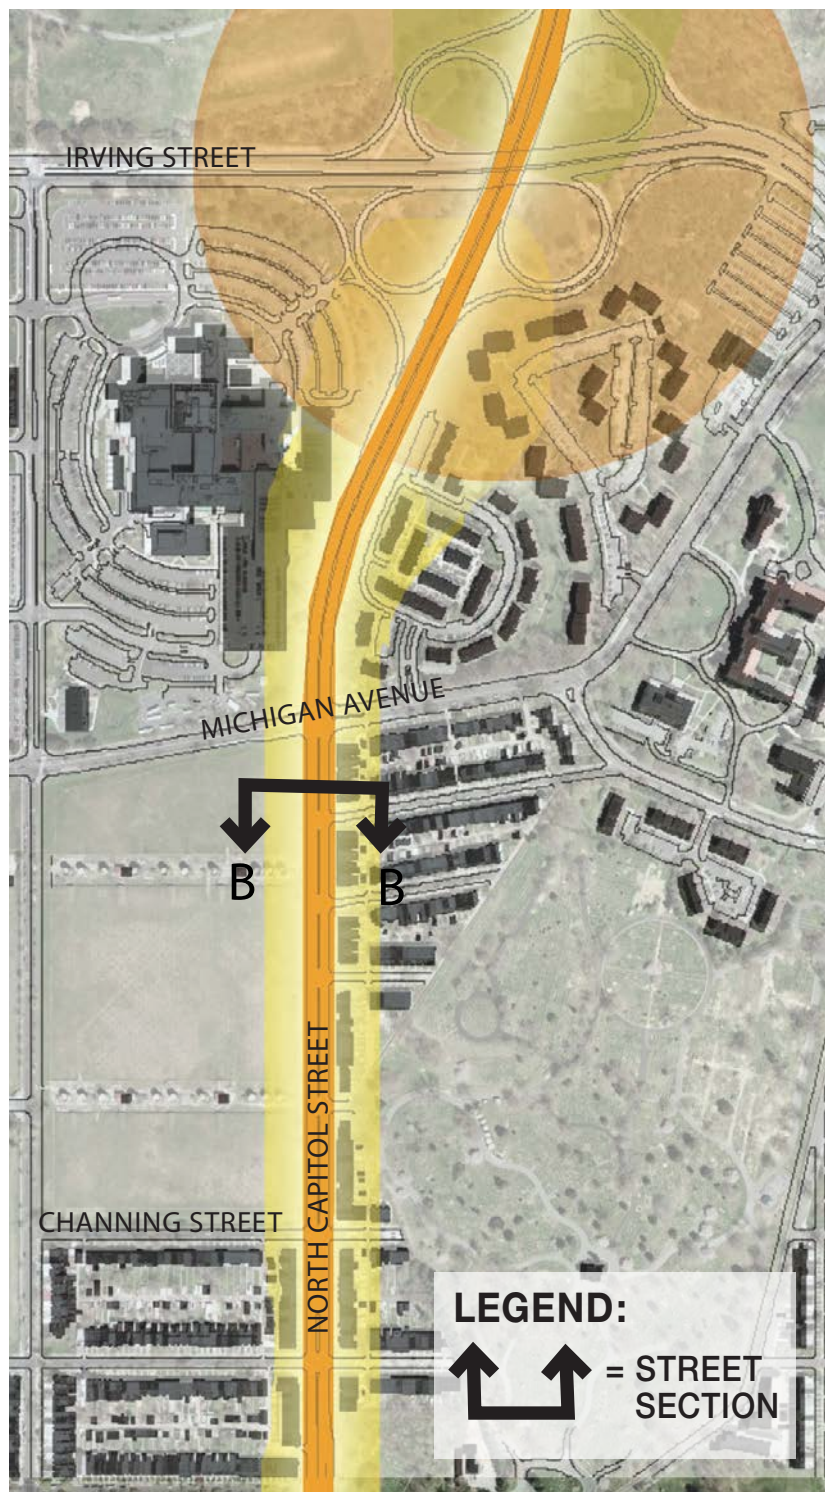 IRVING STREET
MICHIGAN AVENUE
B B
NORTH CAPITOL STREET
CHANNING STREET
LEGEND:
= STREET
SECTION